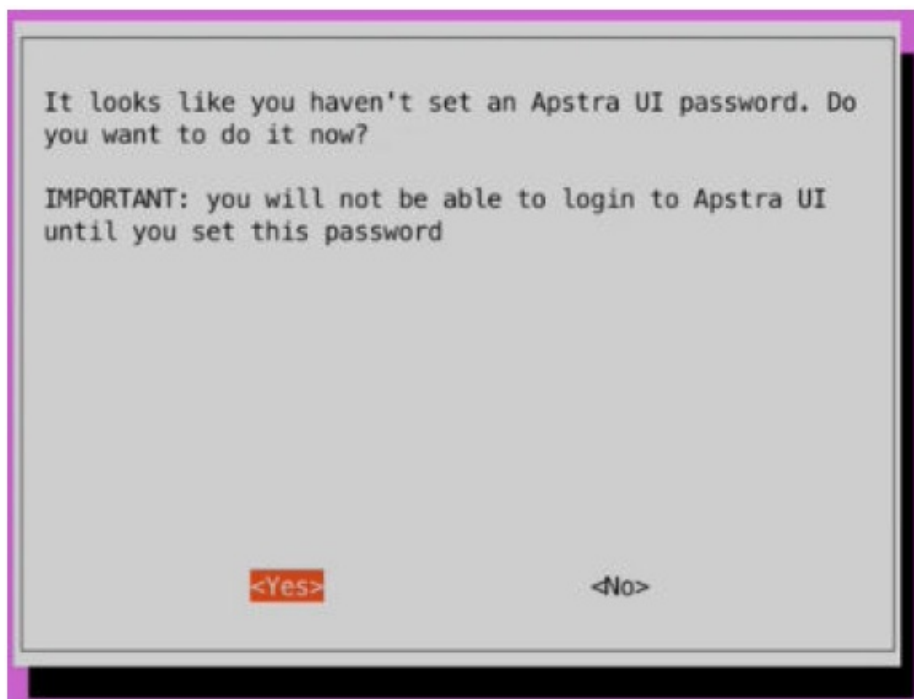 It looks like you haven't set an Apstra UI password. Do
you want to do it now?
IMPORTANT: you will not be able to login to Apstra UI
until you set this password
<Yes> <No>